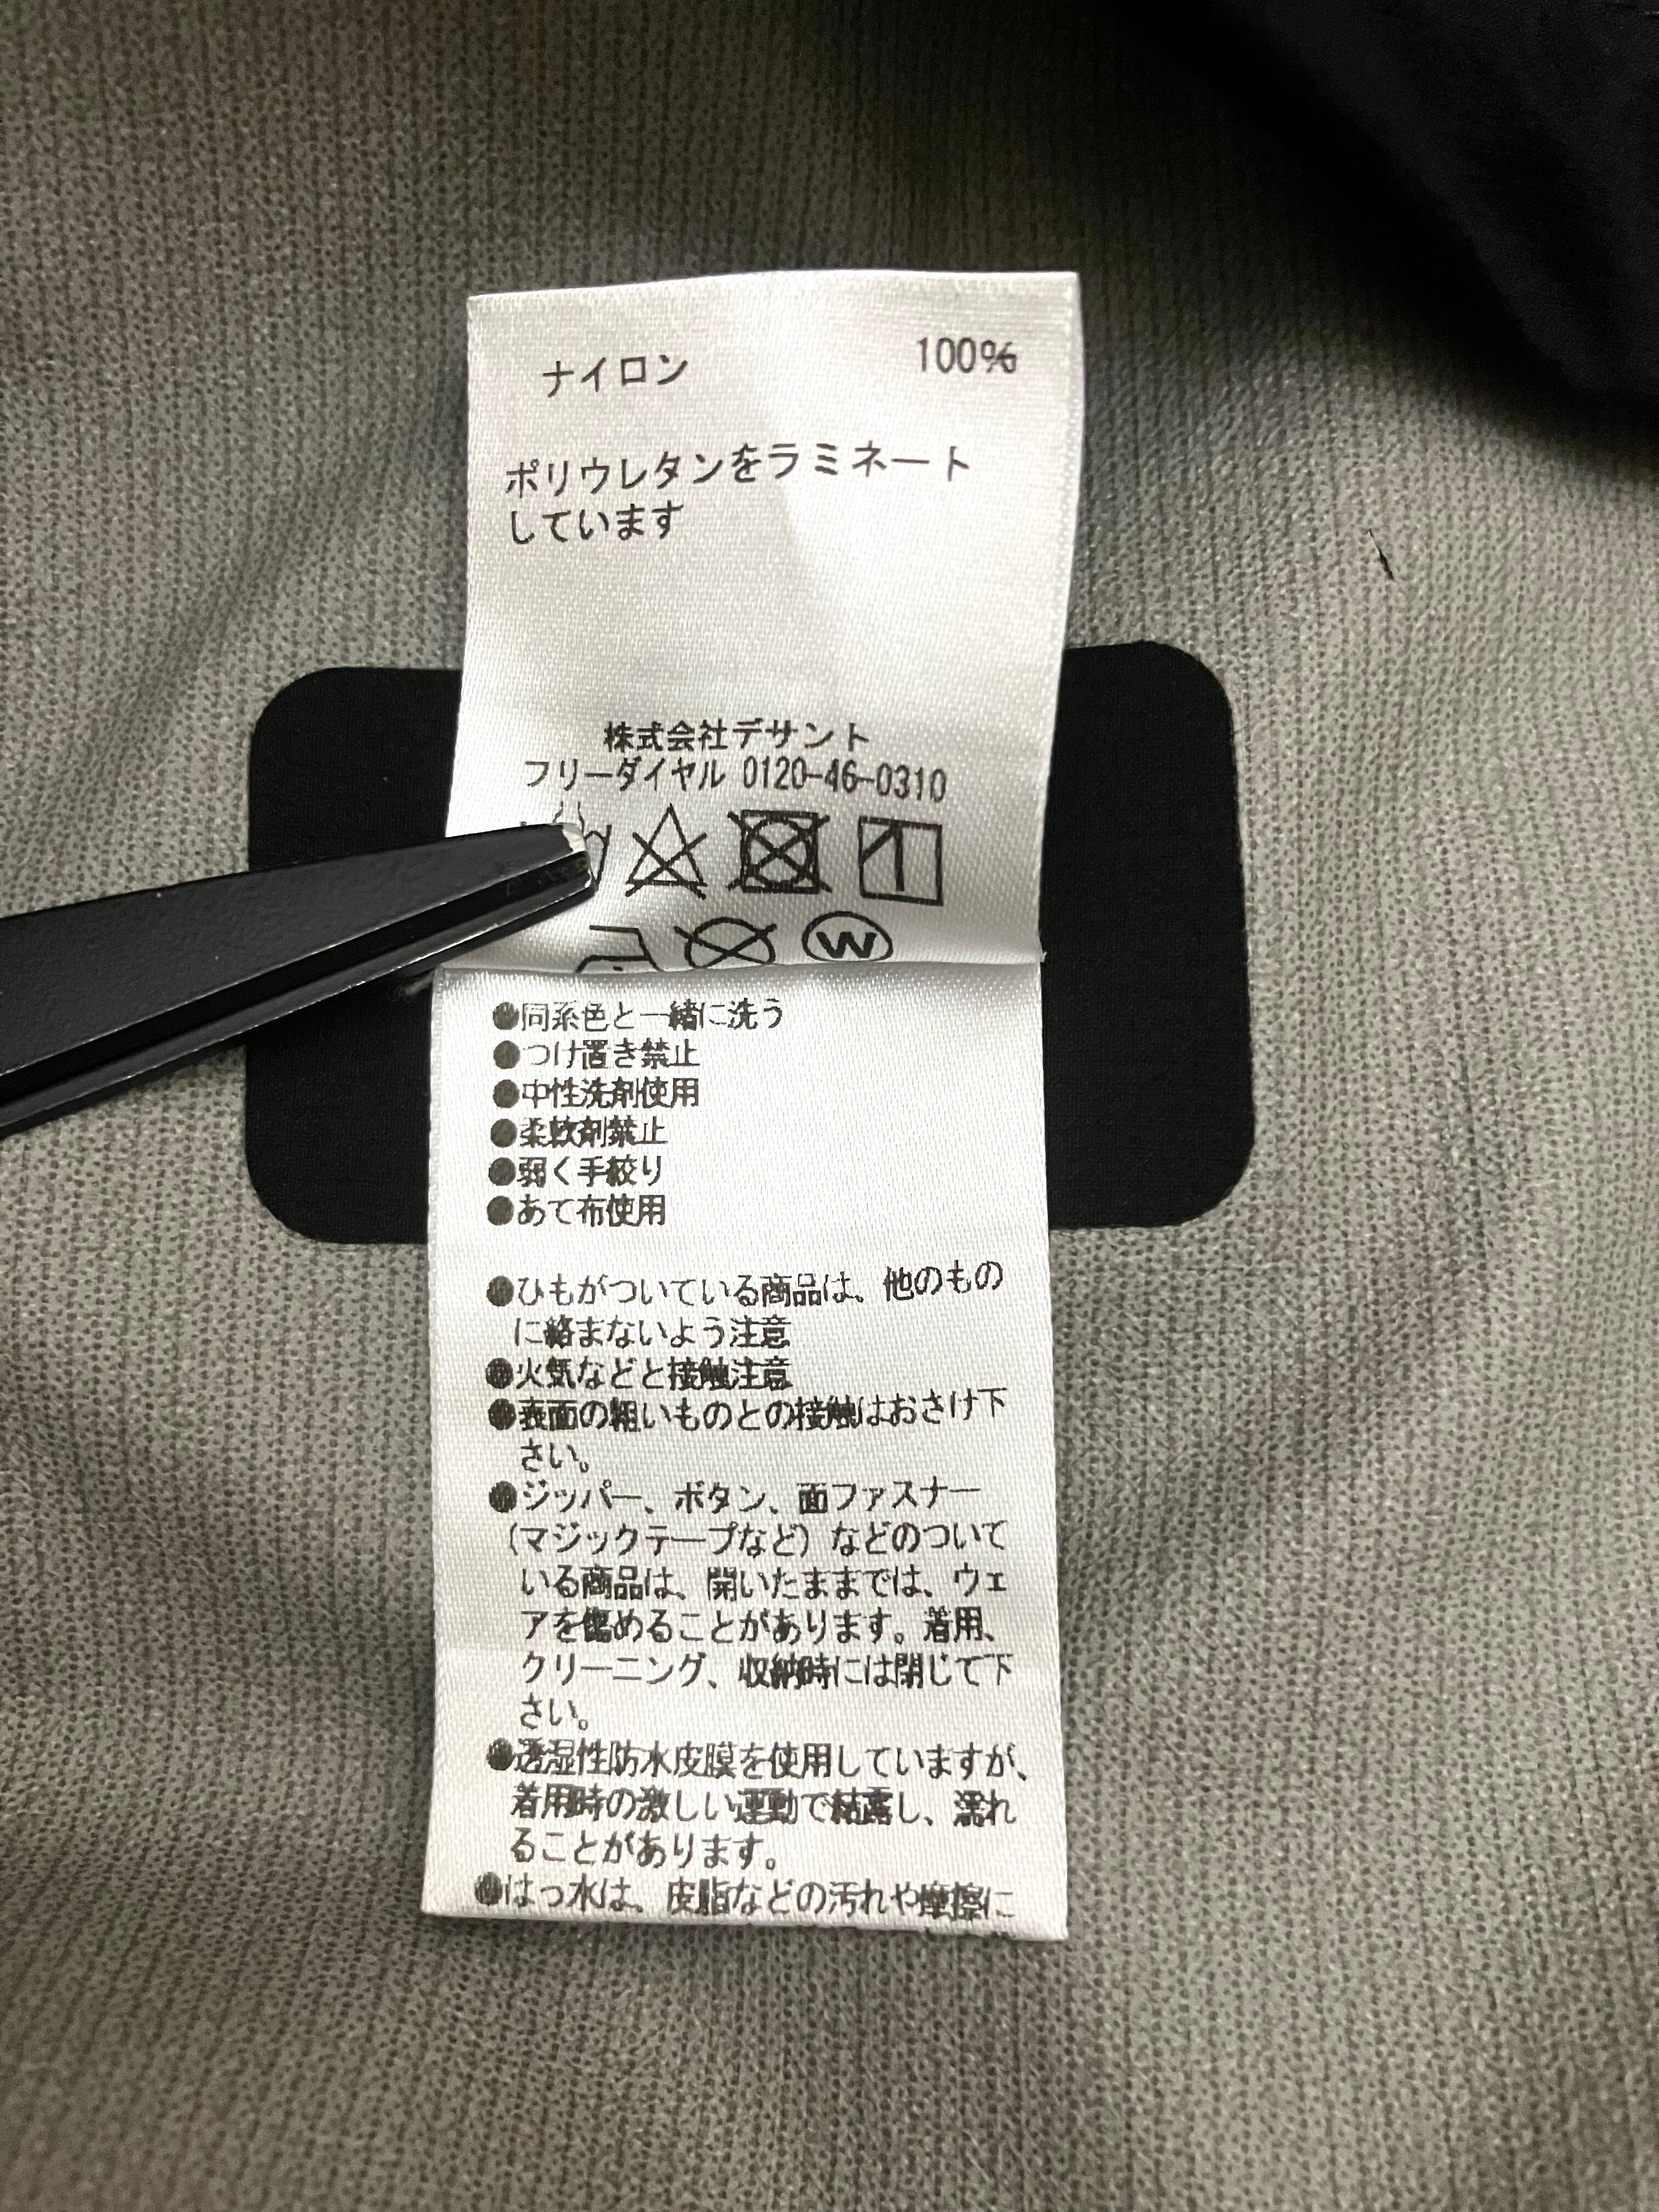 ナイロン 100%
ポリウレタンをラミネート
しています
株式会社デサント
フリーダイヤル 0120-46-0310
W
●同系色と一緒に洗う
●つけ置き禁止
●中性洗剤使用
●柔軟剤禁止
●弱く手絞り
●あて布使用
●ひもがついている商品は、他のもの
に絡まないよう注意
●火気などと接触注意
●表面の粗いものとの接触はおさけ下
さい。
●ジッパー、ボタン、面ファスナー
(マジックテープなど)などのついて
いる商品は、開いたままでは、ウェ
アを傷めることがあります。着用、
クリーニング、収納時には閉じて下
さい。
●透湿性防水皮膜を使用していますが、
着用時の激しい運動で結露し、濡れ
ることがあります。
●はっ水は、皮脂などの汚れや摩擦に